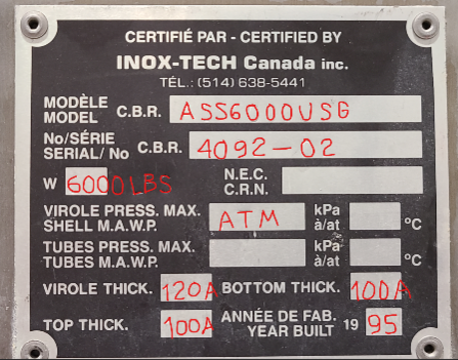 CERTIFIÉ PAR - CERTIFIED BY
INOX-TECH Canada inc.
TÉL.: (514) 638-5441
MODÈLE
MODEL C.B.R. ASS6000USG
No/SÉRIE
SERIAL/No C.B.R. 4092-02
W 6000LBS N.E.C.
C.R.N.
VIROLE PRESS. MAX. ATM kPa
SHELL M.A.W.P. à/at °C
TUBES PRESS. MAX. kPa
TUBES M.A.W.P. à/at °C
VIROLE THICK. 120A BOTTOM THICK. 100A
TOP THICK. 100A ANNÉE DE FAB.
YEAR BUILT 19 95